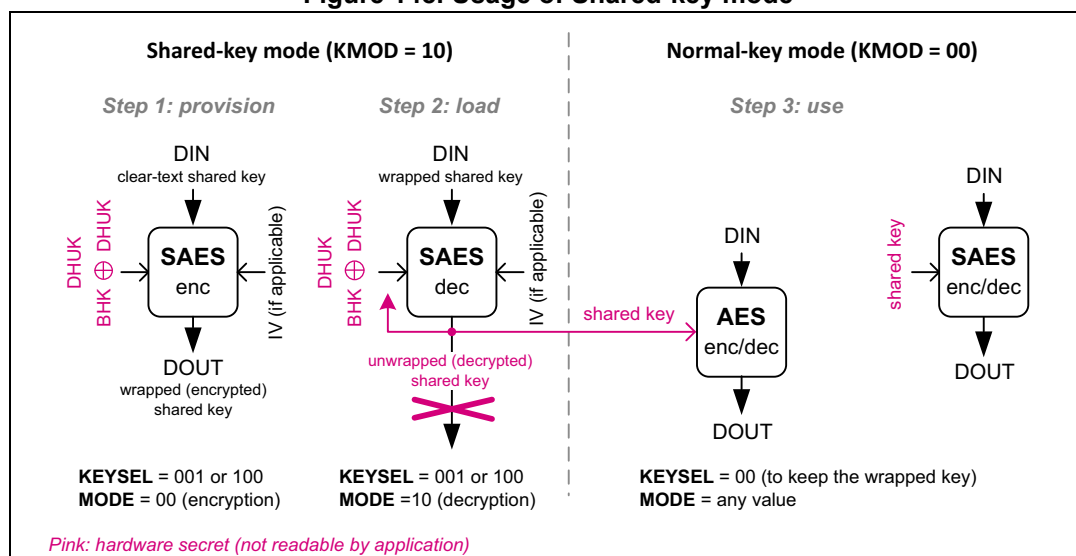 Shared-key mode (KMOD = 10)
Normal-key mode (KMOD = 00)
Step 1: provision
Step 2: load
Step 3: use
DIN
clear-text shared key
DHUK
BHK ⊕ DHUK
SAES
enc
IV (if applicable)
DOUT
wrapped (encrypted)
shared key
DIN
wrapped shared key
DHUK
BHK ⊕ DHUK
SAES
dec
IV (if applicable)
unwrapped (decrypted)
shared key
shared key
DIN
AES
enc/dec
DOUT
DIN
shared key
SAES
enc/dec
DOUT
KEYSEL = 001 or 100
MODE = 00 (encryption)
KEYSEL = 001 or 100
MODE =10 (decryption)
KEYSEL = 00 (to keep the wrapped key)
MODE = any value
Pink: hardware secret (not readable by application)